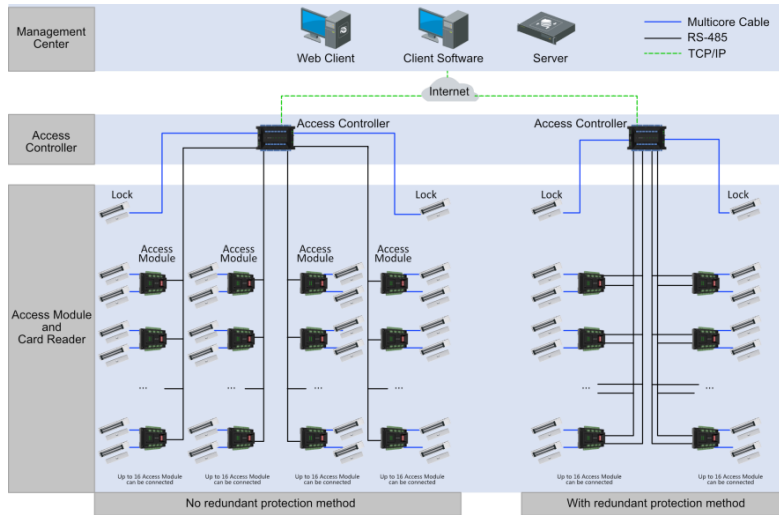 Management
Center
Web Client
Client Software
Server
Multicore Cable
RS-485
TCP/IP
Internet
Access
Controller
Access Controller
Access Controller
Access Module
and
Card Reader
Lock
Lock
Lock
Lock
Access
Module
Access
Module
Access
Module
Access
Module
...
...
...
...
...
...
Up to 16 Access Module
can be connected
Up to 16 Access Module
can be connected
Up to 16 Access Module
can be connected
Up to 16 Access Module
can be connected
Up to 16 Access Module
can be connected
Up to 16 Access Module
can be connected
No redundant protection method
With redundant protection method